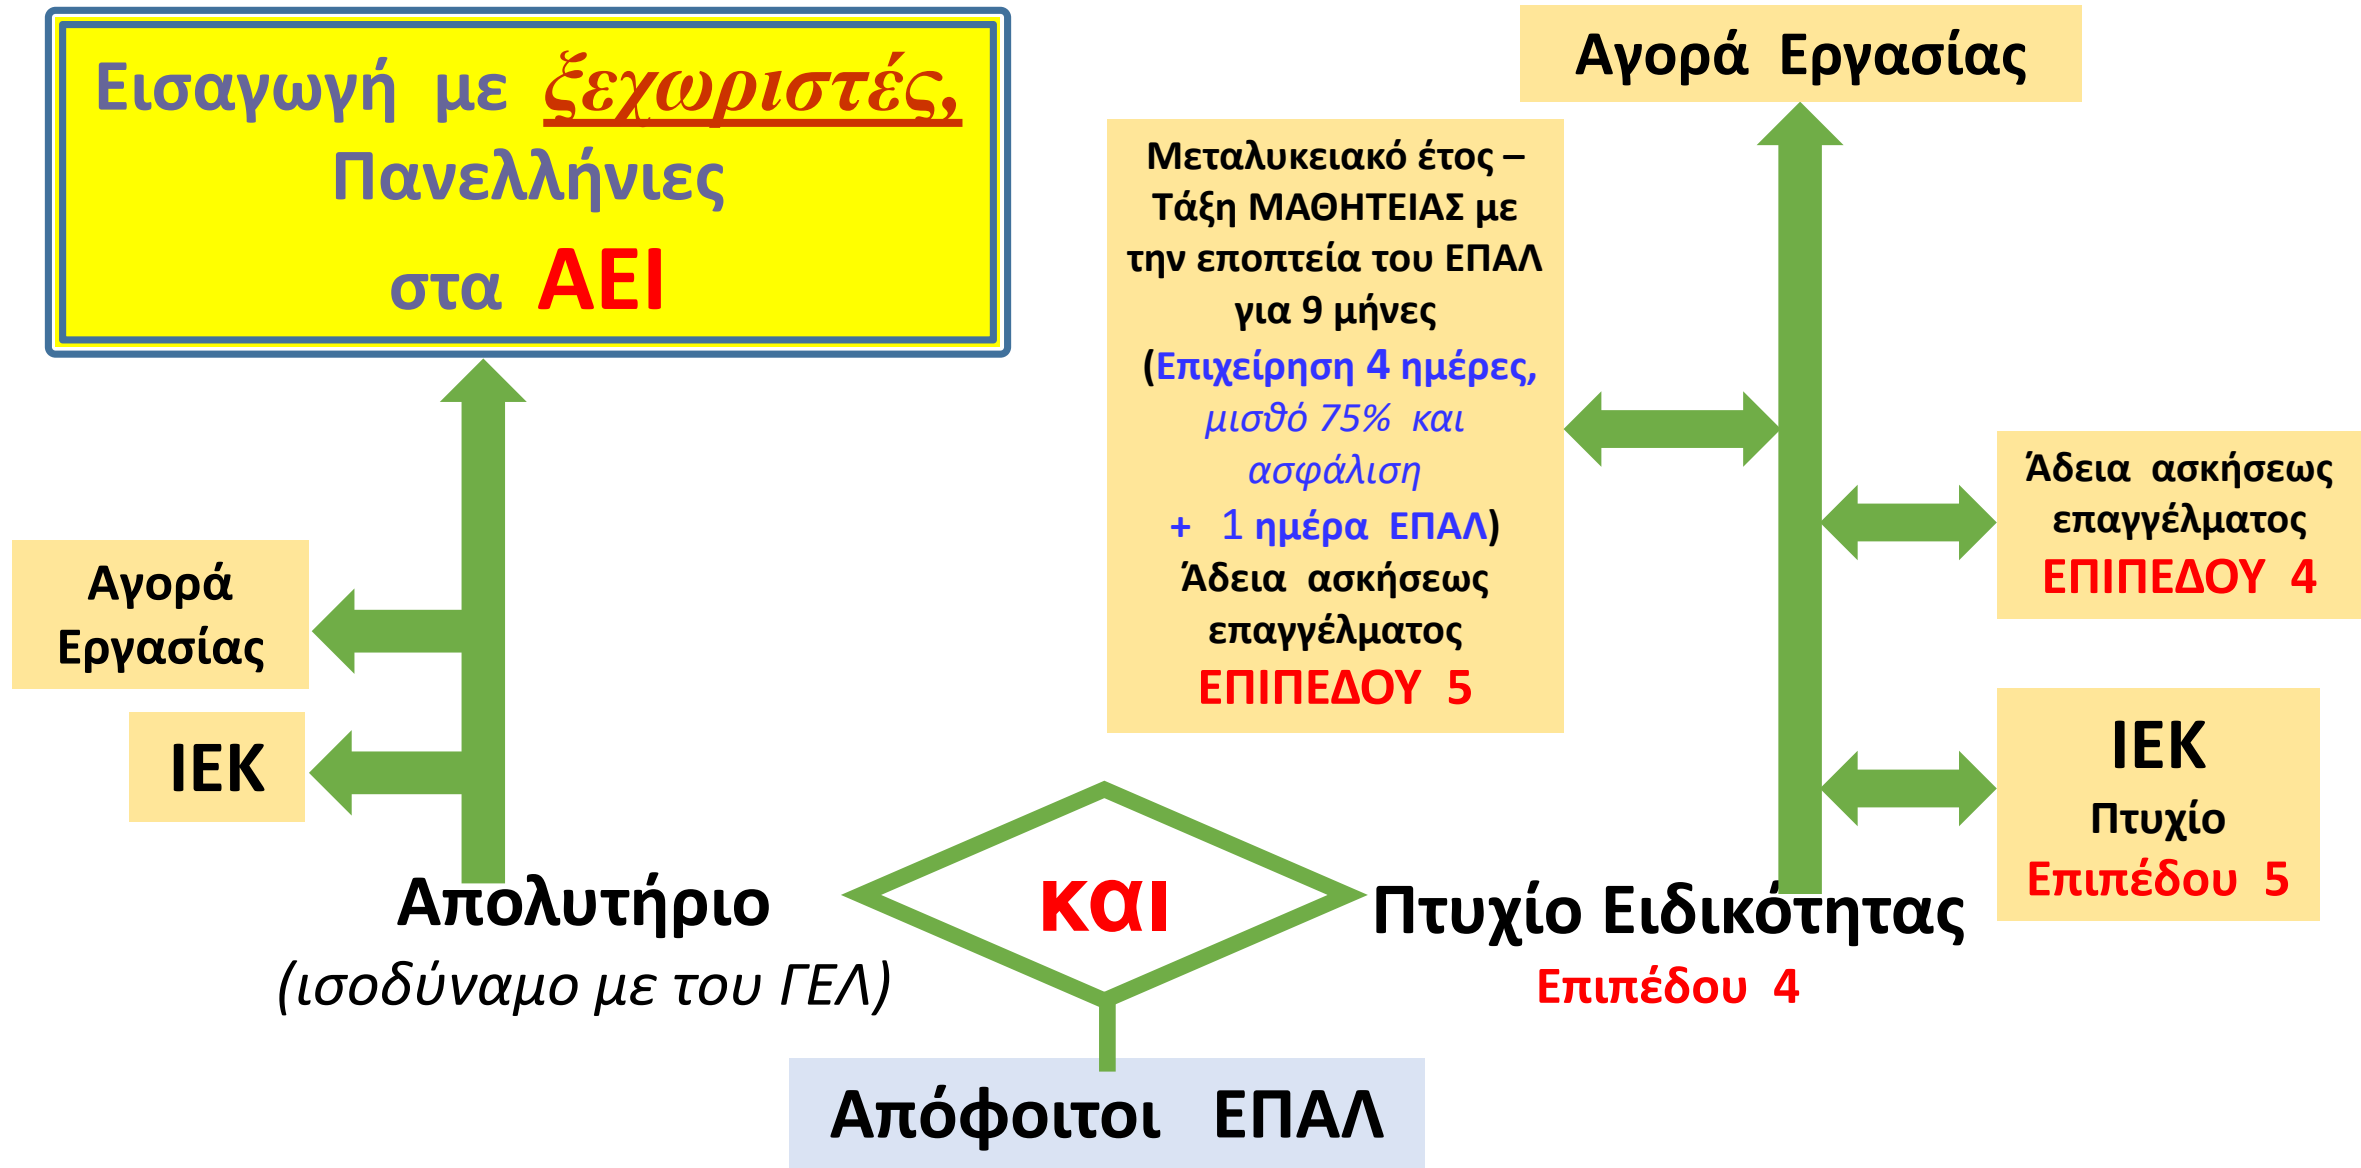 Εισαγωγή με ξεχωριστές,
Πανελλήνιες
στα ΑΕΙ
Αγορά Εργασίας
Μεταλυκειακό έτος –
Τάξη ΜΑΘΗΤΕΙΑΣ με
την εποπτεία του ΕΠΑΛ
για 9 μήνες
(Επιχείρηση 4 ημέρες,
μισθό 75% και
ασφάλιση
+ 1 ημέρα ΕΠΑΛ)
Άδεια ασκήσεως
επαγγέλματος
ΕΠΙΠΕΔΟΥ 5
Άδεια ασκήσεως
επαγγέλματος
ΕΠΙΠΕΔΟΥ 4
Αγορά
Εργασίας
ΙΕΚ
ΙΕΚ
Πτυχίο
Επιπέδου 5
Απολυτήριο
(ισοδύναμο με του ΓΕΛ)
και
Πτυχίο Ειδικότητας
Επιπέδου 4
Απόφοιτοι ΕΠΑΛ